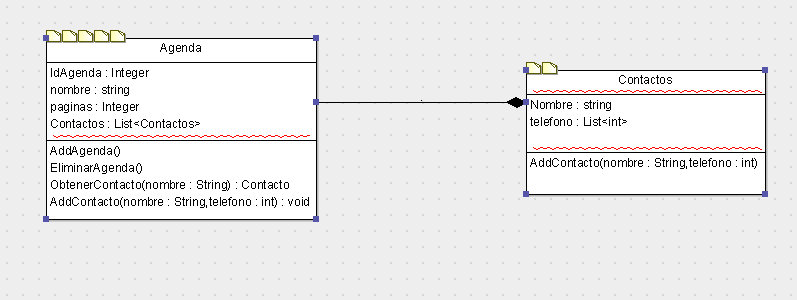 Agenda
IdAgenda : Integer
nombre : string
paginas : Integer
Contactos : List<Contactos>
AddAgenda()
EliminarAgenda()
ObtenerContacto(nombre : String) : Contacto
AddContacto(nombre : String,telefono : int) : void
Contactos
Nombre : string
telefono : List<int>
AddContacto(nombre : String,telefono : int)